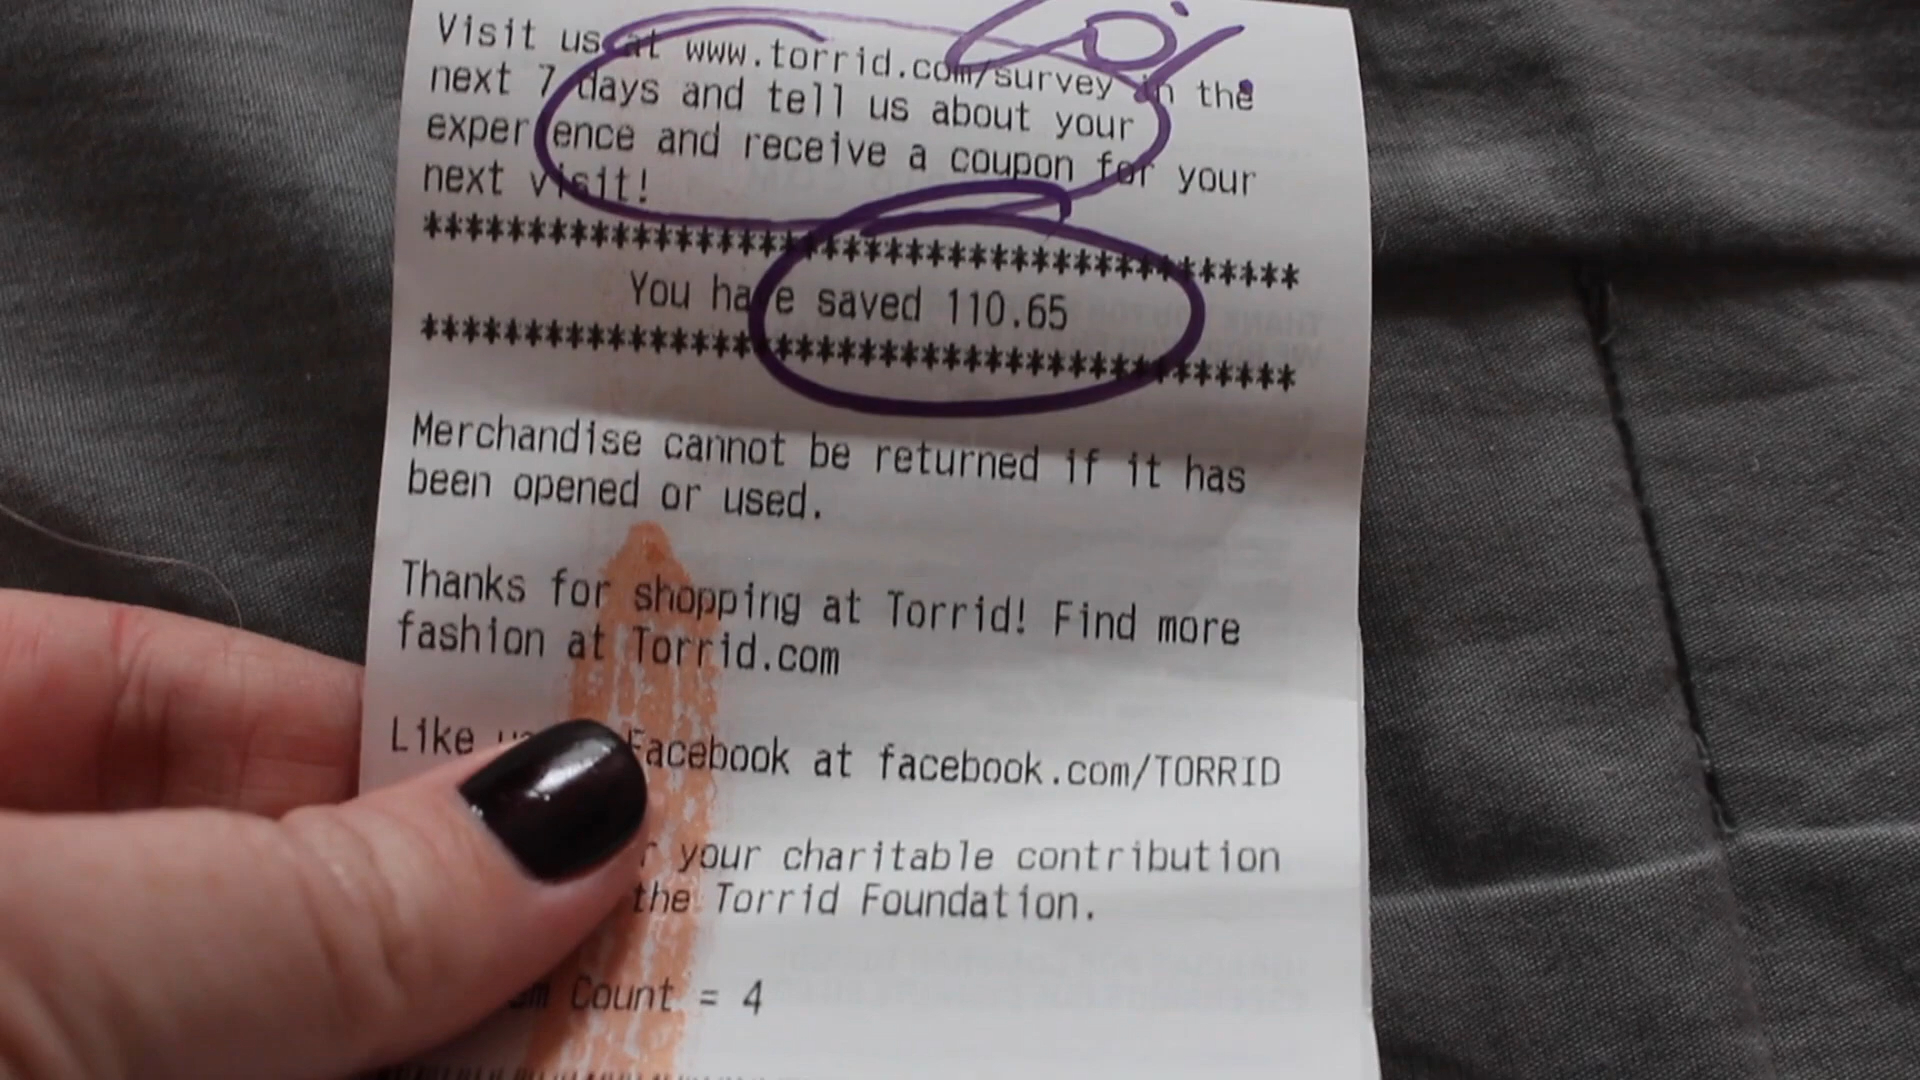 Visit us at www.torrid.com/survey in the
next 7 days and tell us about your
experience and receive a coupon for your
next visit!
******************************************
You have saved 110.65
******************************************
Merchandise cannot be returned if it has
been opened or used.
Thanks for shopping at Torrid! Find more
fashion at Torrid.com
Like Facebook at facebook.com/TORRID
your charitable contribution
the Torrid Foundation.
Count = 4